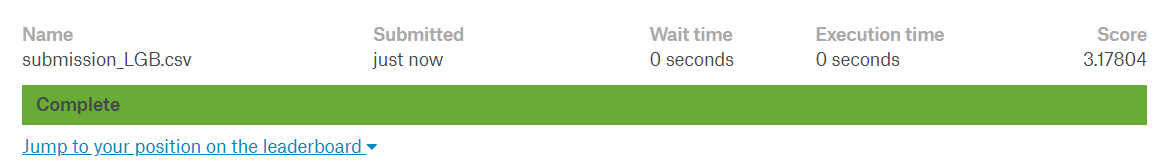 Name Submitted Wait time Execution time Score
submission_LGB.csv just now 0 seconds 0 seconds 3.17804
Complete
Jump to your position on the leaderboard